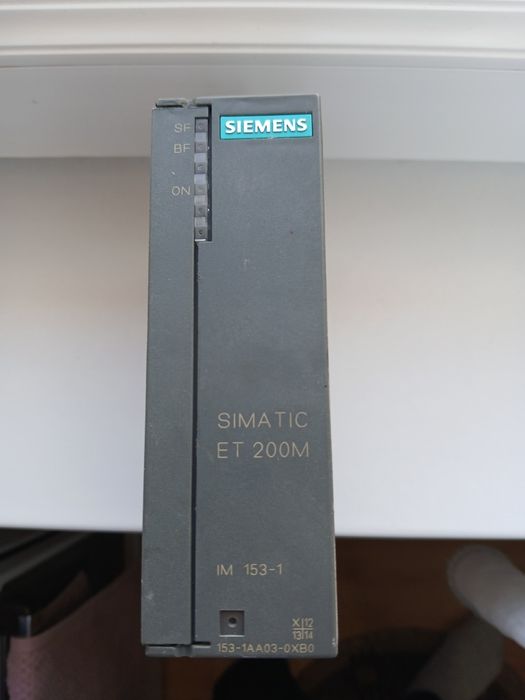 SF
SIEMENS
BF
ON
SIMATIC
ET 200M
IM 153-1
X 12
13 14
153-1AA03-0XB0